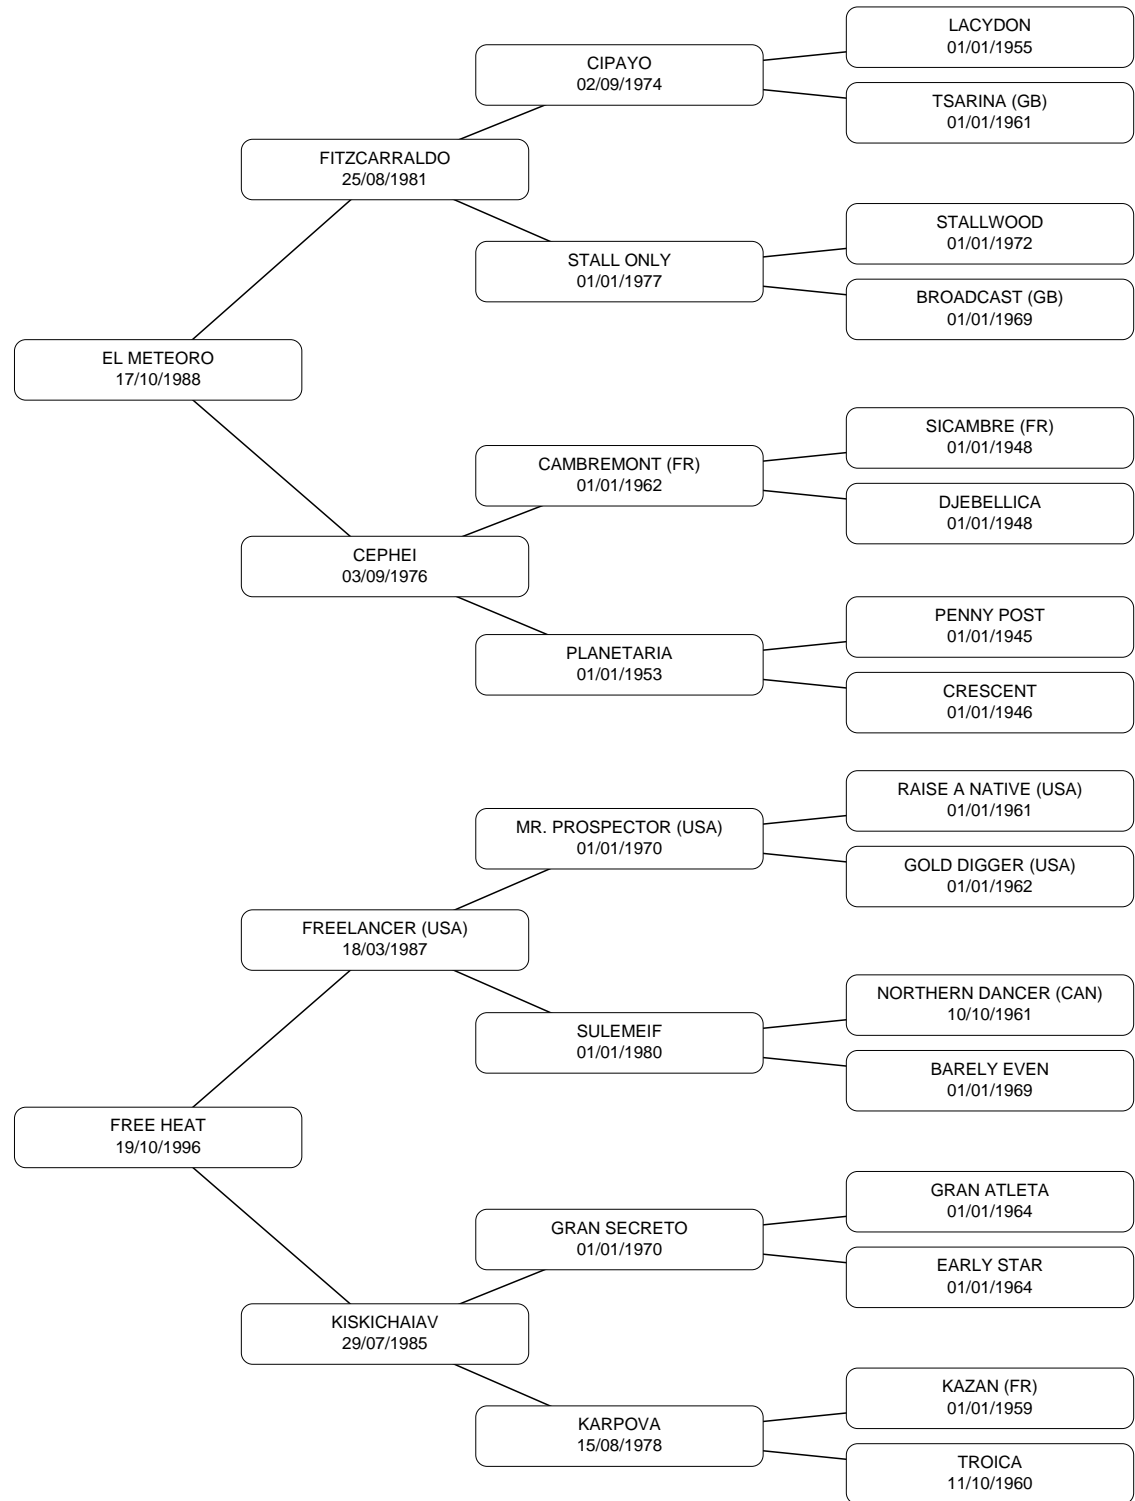 LACYDON
01/01/1955
CIPAYO
02/09/1974
TSARINA (GB)
01/01/1961
FITZCARRALDO
25/08/1981
STALLWOOD
01/01/1972
STALL ONLY
01/01/1977
BROADCAST (GB)
01/01/1969
EL METEORO
17/10/1988
SICAMBRE (FR)
01/01/1948
CAMBREMONT (FR)
01/01/1962
DJEBELLICA
01/01/1948
CEPHEI
03/09/1976
PENNY POST
01/01/1945
PLANETARIA
01/01/1953
CRESCENT
01/01/1946
RAISE A NATIVE (USA)
01/01/1961
MR. PROSPECTOR (USA)
01/01/1970
GOLD DIGGER (USA)
01/01/1962
FREELANCER (USA)
18/03/1987
NORTHERN DANCER (CAN)
10/10/1961
SULEMEIF
01/01/1980
BARELY EVEN
01/01/1969
FREE HEAT
19/10/1996
GRAN ATLETA
01/01/1964
GRAN SECRETO
01/01/1970
EARLY STAR
01/01/1964
KISKICHAIAV
29/07/1985
KAZAN (FR)
01/01/1959
KARPOVA
15/08/1978
TROICA
11/10/1960